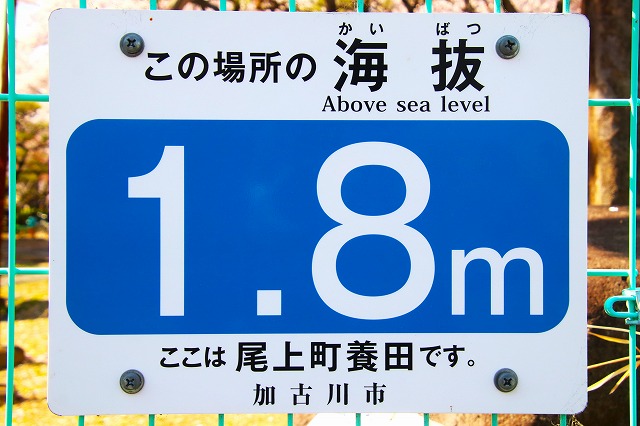 かい ばつ
この場所の 海 抜
Above sea level
1.8m
ここは 尾上町養田です。
加古川市